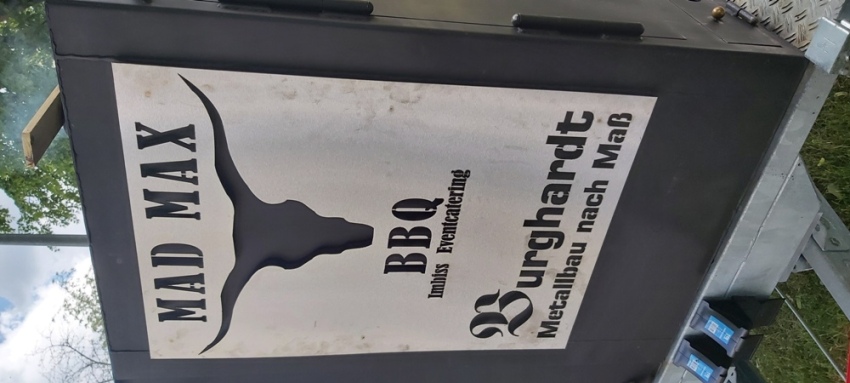 MAD MAX
BBQ
Imbiss Eventcatering
Burghardt
Metallbau nach Maß